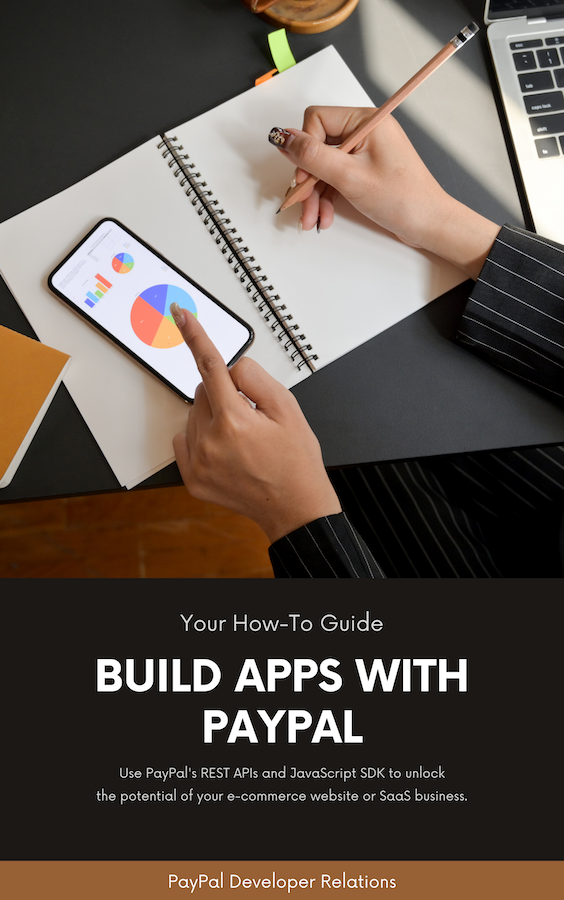 Your How-To Guide
BUILD APPS WITH
PAYPAL
Use PayPal's REST APIs and JavaScript SDK to unlock
the potential of your e-commerce website or SaaS business.
PayPal Developer Relations